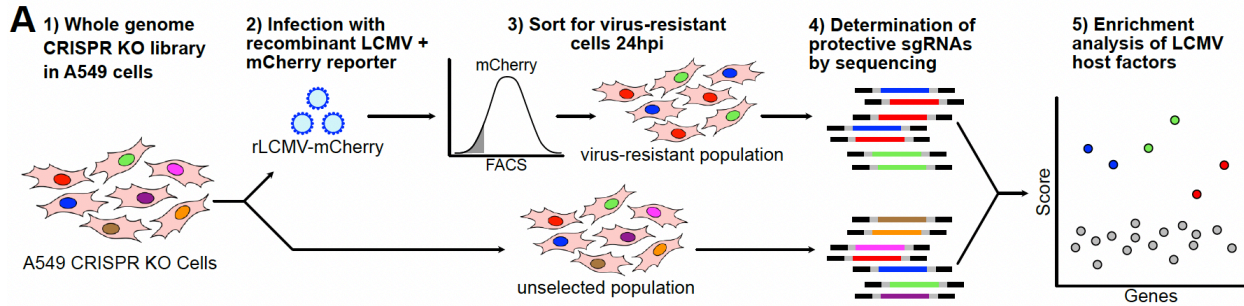 A
1) Whole genome
CRISPR KO library
in A549 cells
A549 CRISPR KO Cells
2) Infection with
recombinant LCMV +
mCherry reporter
rLCMV-mCherry
3) Sort for virus-resistant
cells 24hpi
mCherry
FACS
virus-resistant population
unselected population
4) Determination of
protective sgRNAs
by sequencing
5) Enrichment
analysis of LCMV
host factors
Score
Genes